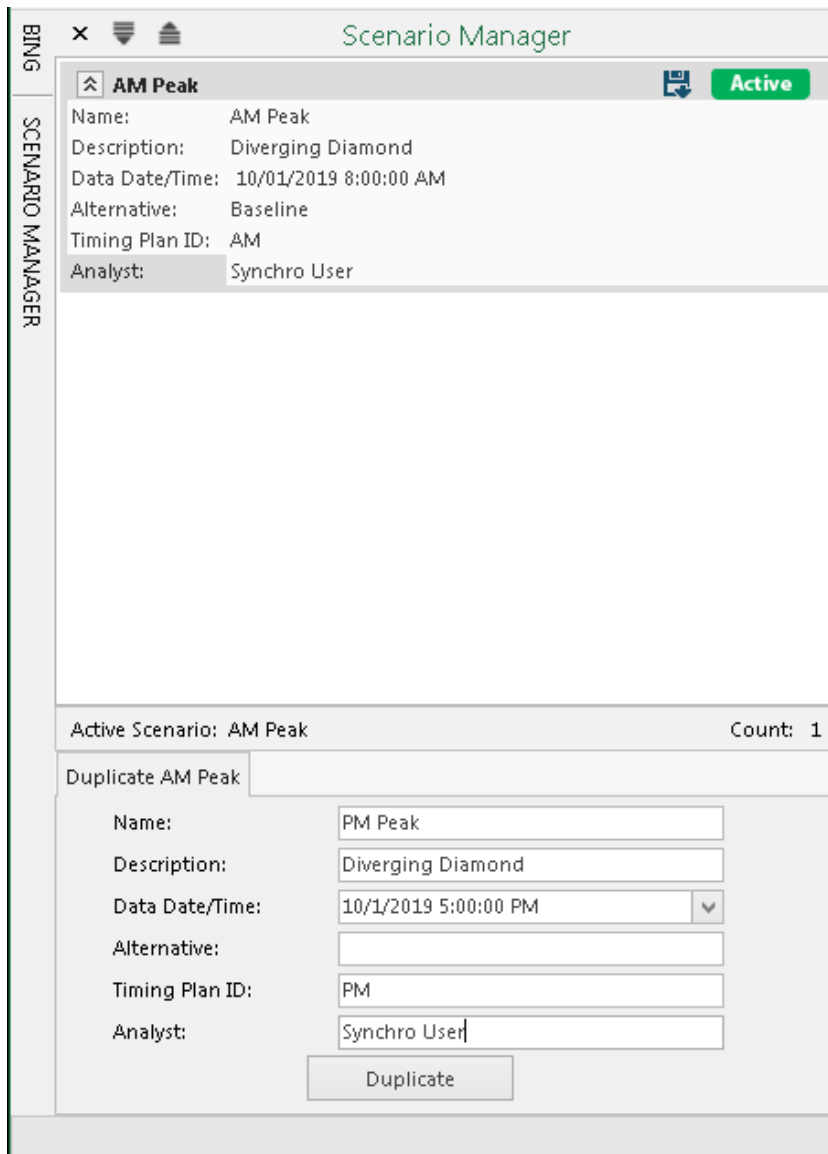 BING
SCENARIO MANAGER
Scenario Manager
AM Peak Active
Name: AM Peak
Description: Diverging Diamond
Data Date/Time: 10/01/2019 8:00:00 AM
Alternative: Baseline
Timing Plan ID: AM
Analyst: Synchro User
Active Scenario: AM Peak Count: 1
Duplicate AM Peak
Name: PM Peak
Description: Diverging Diamond
Data Date/Time: 10/1/2019 5:00:00 PM
Alternative:
Timing Plan ID: PM
Analyst: Synchro User
Duplicate